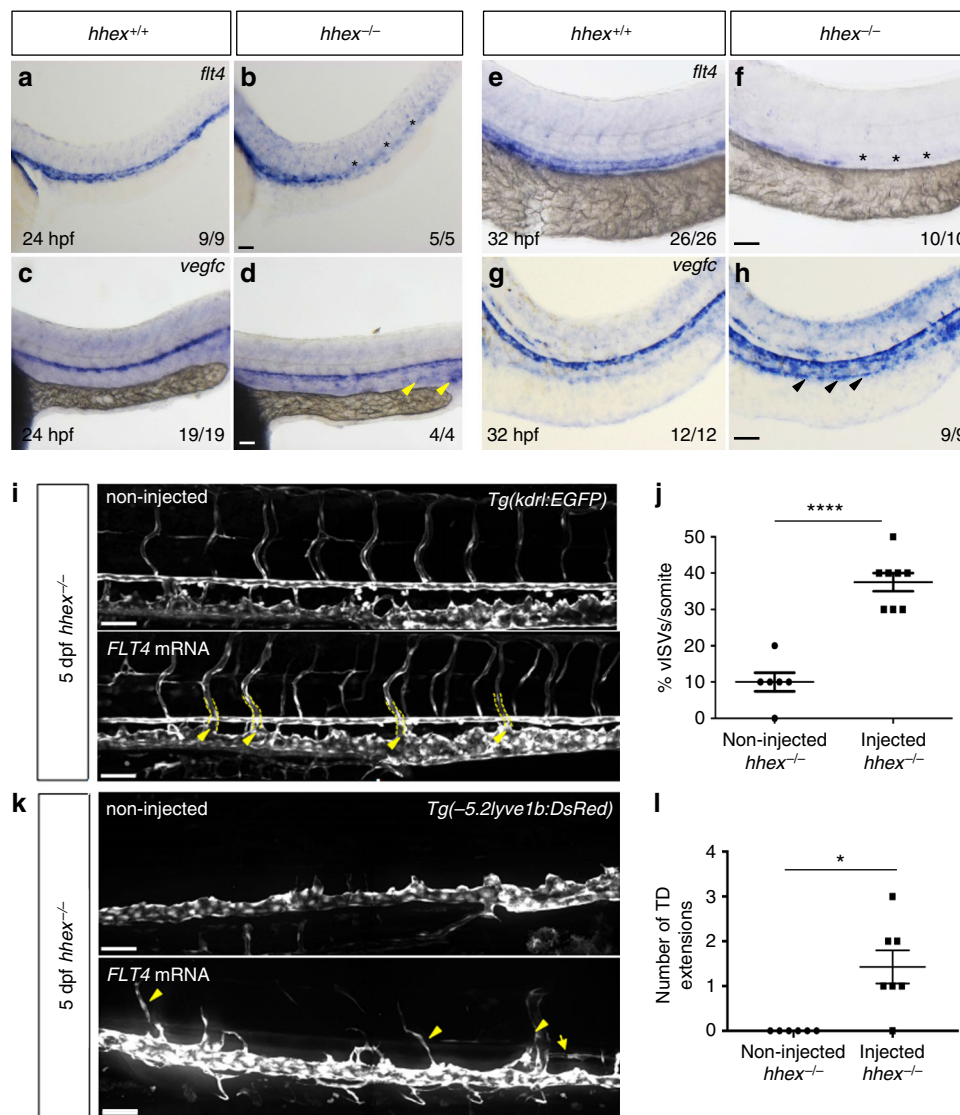 hhex+/+
hhex–/–
hhex+/+
hhex–/–
a
flt4
24 hpf
9/9
b
5/5
e
flt4
32 hpf
26/26
f
10/10
c
vegfc
24 hpf
19/19
d
4/4
g
vegfc
32 hpf
12/12
h
9/9
i
5 dpf hhex–/–
non-injected
Tg(kdrl:EGFP)
FLT4 mRNA
j
****
% vISVs/somite
50
40
30
20
10
0
Non-injected
hhex–/–
Injected
hhex–/–
k
5 dpf hhex–/–
non-injected
Tg(–5.2lyve1b:DsRed)
FLT4 mRNA
l
*
Number of TD
extensions
4
3
2
1
0
Non-injected
hhex–/–
Injected
hhex–/–